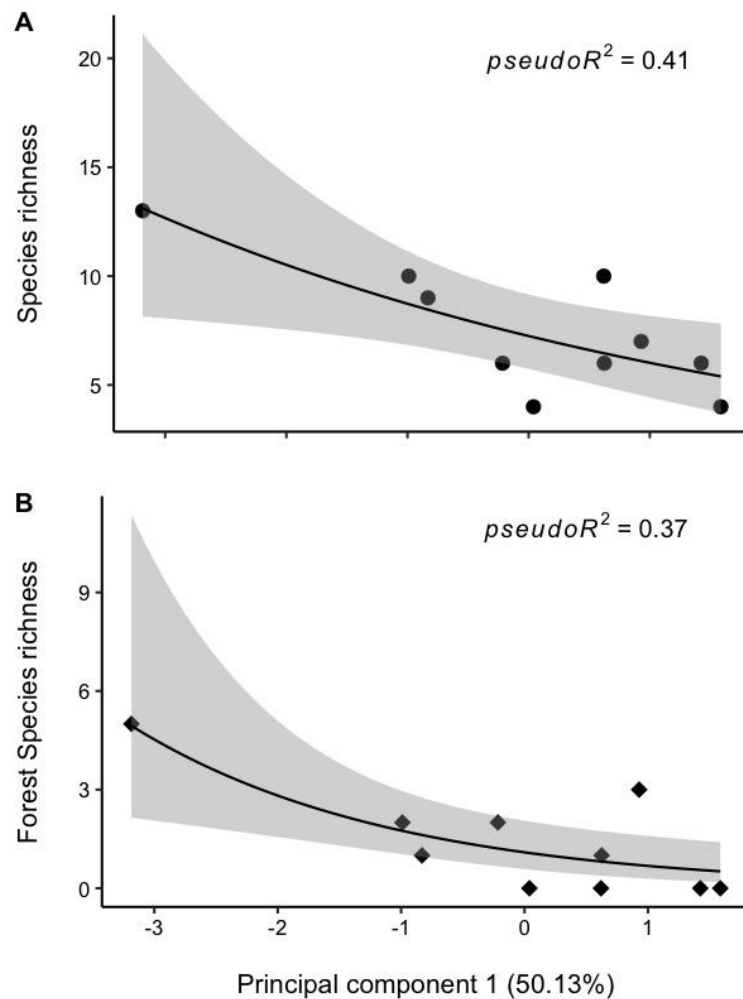 A
pseudoR² = 0.41
20
15
10
5
Species richness
B
pseudoR² = 0.37
9
6
3
0
Forest Species richness
-3 -2 -1 0 1
Principal component 1 (50.13%)